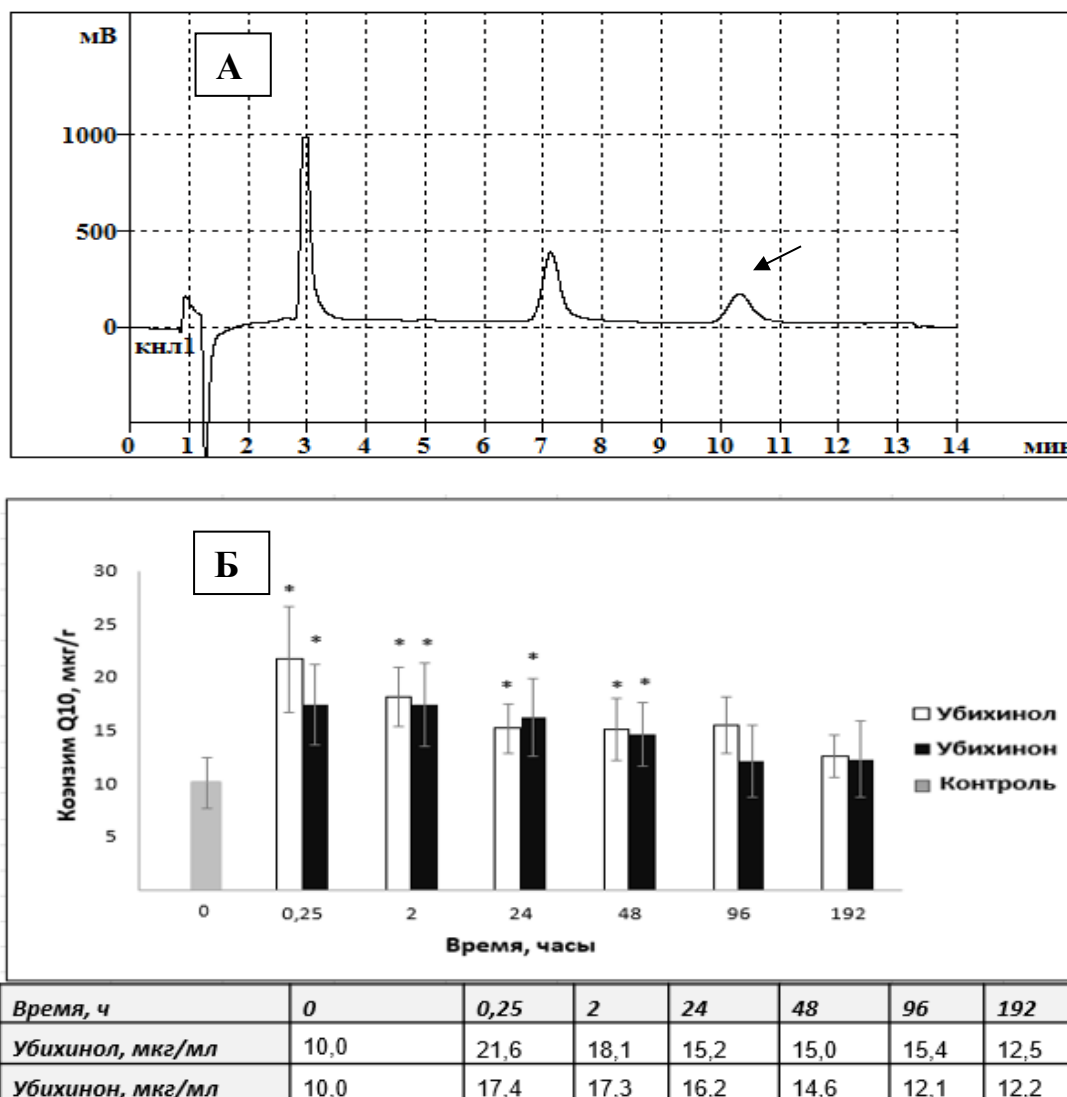 мВ
А
1000
500
0
кнл1
0 1 2 3 4 5 6 7 8 9 10 11 12 13 14 мин
Б
30
25
20
15
10
5
Коэнзим Q10, мкг/г
* * * * * * * *
Убихинол
Убихинон
Контроль
0 0,25 2 24 48 96 192
Время, часы
Время, ч 0 0,25 2 24 48 96 192
Убихинол, мкг/мл 10,0 21,6 18,1 15,2 15,0 15,4 12,5
Убихинон, мкг/мл 10,0 17,4 17,3 16,2 14,6 12,1 12,2